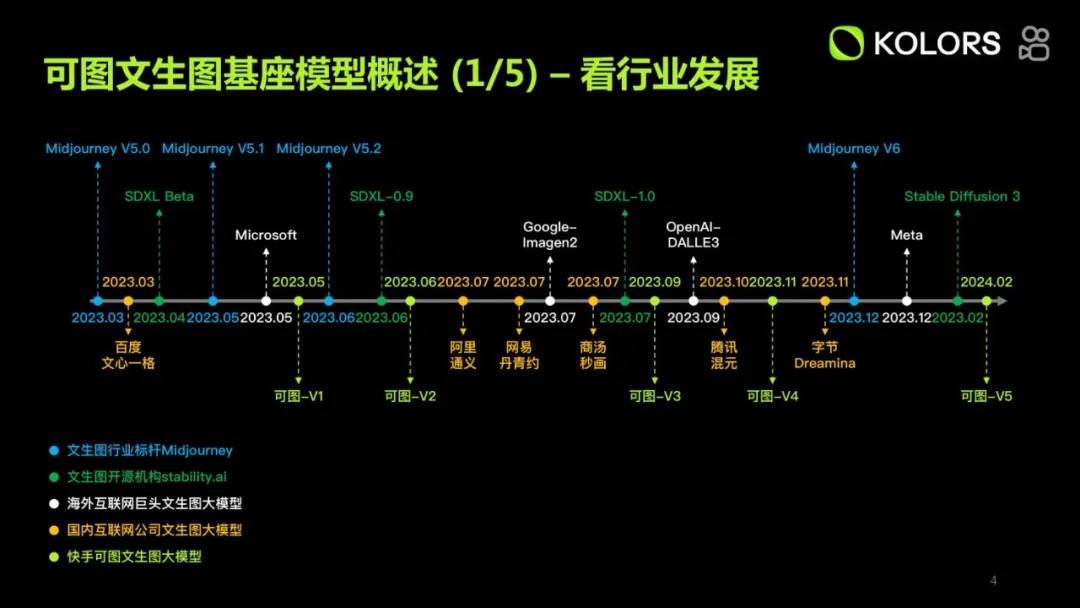 KOLORS
可图文生图基座模型概述 (1/5) – 看行业发展
Midjourney V5.0 Midjourney V5.1 Midjourney V5.2 Midjourney V6
SDXL Beta SDXL-0.9 SDXL-1.0 Stable Diffusion 3
Microsoft Google- OpenAI- Meta
Imagen2 DALLE3
2023.03 2023.05 2023.06 2023.07 2023.07 2023.07 2023.09 2023.10 2023.11 2023.11 2024.02
2023.03 2023.04 2023.05 2023.05 2023.06 2023.06 2023.07 2023.07 2023.09 2023.12 2023.12 2023.02
百度 阿里 网易 商汤 腾讯 字节
文心一格 通义 丹青约 秒画 混元 Dreamina
可图-V1 可图-V2 可图-V3 可图-V4 可图-V5
文生图行业标杆Midjourney
文生图开源机构stability.ai
海外互联网巨头文生图大模型
国内互联网公司文生图大模型
快手可图文生图大模型
4